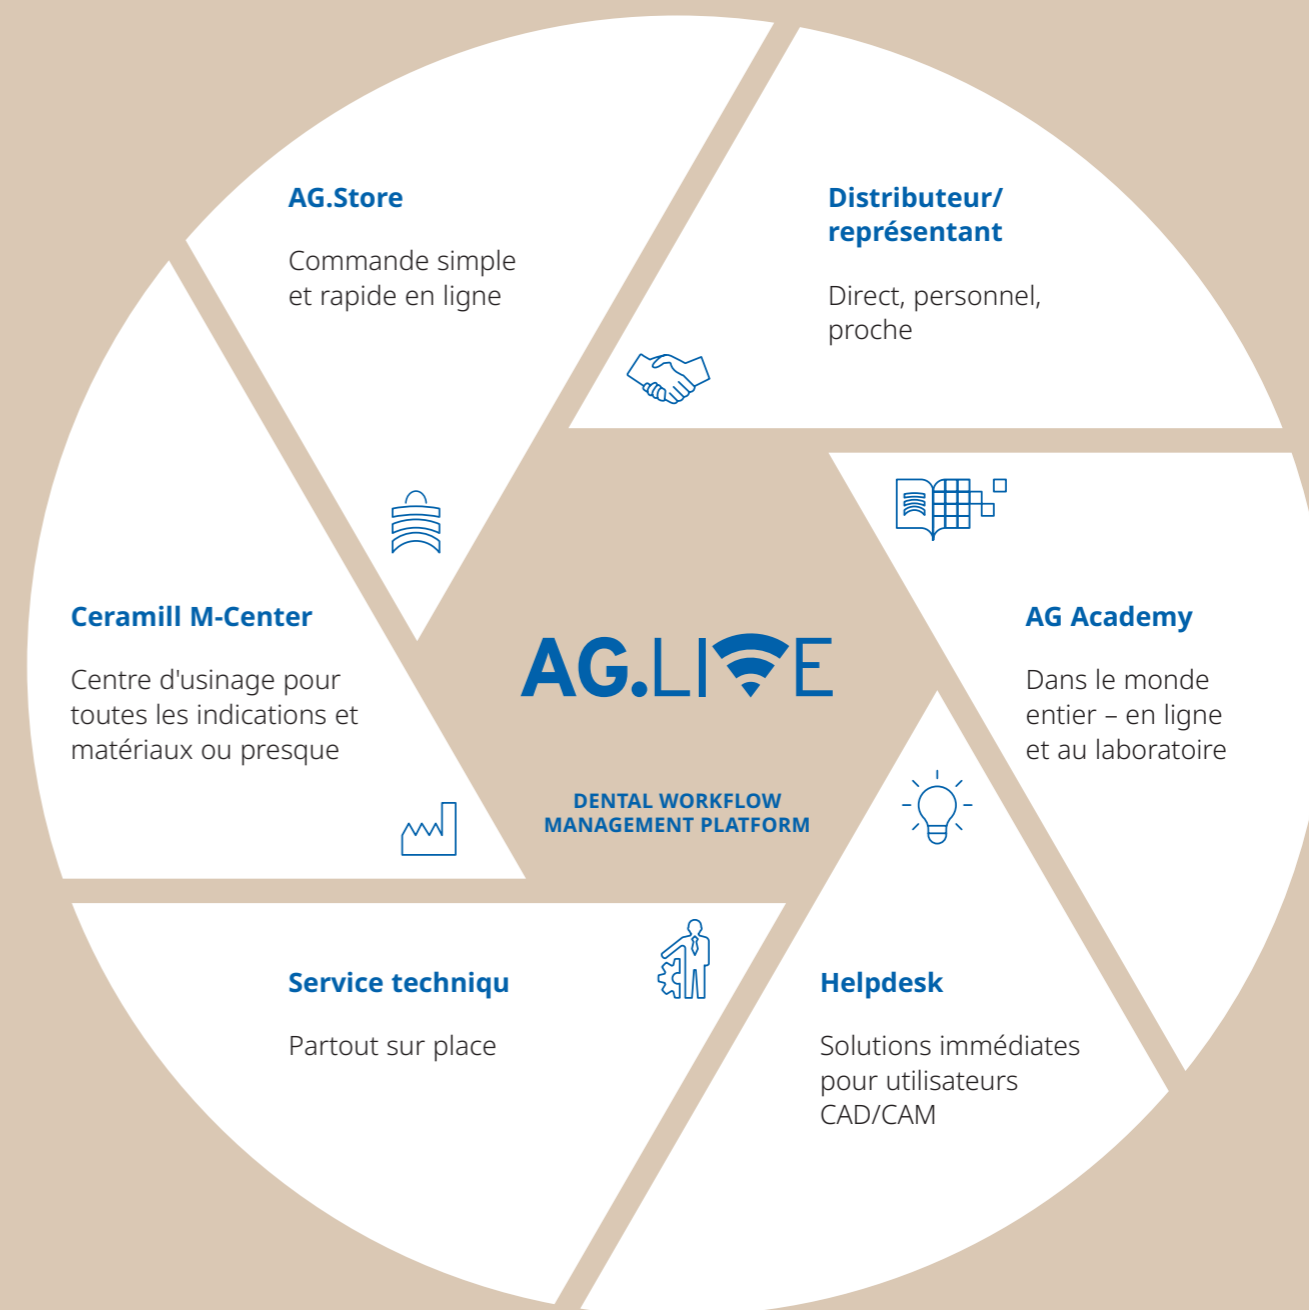 AG.Store
Commande simple
et rapide en ligne
Distributeur/
représentant
Direct, personnel,
proche
Ceramill M-Center
Centre d'usinage pour
toutes les indications et
matériaux ou presque
AG.LIVE
DENTAL WORKFLOW
MANAGEMENT PLATFORM
AG Academy
Dans le monde
entier – en ligne
et au laboratoire
Service techniqu
Partout sur place
Helpdesk
Solutions immédiates
pour utilisateurs
CAD/CAM